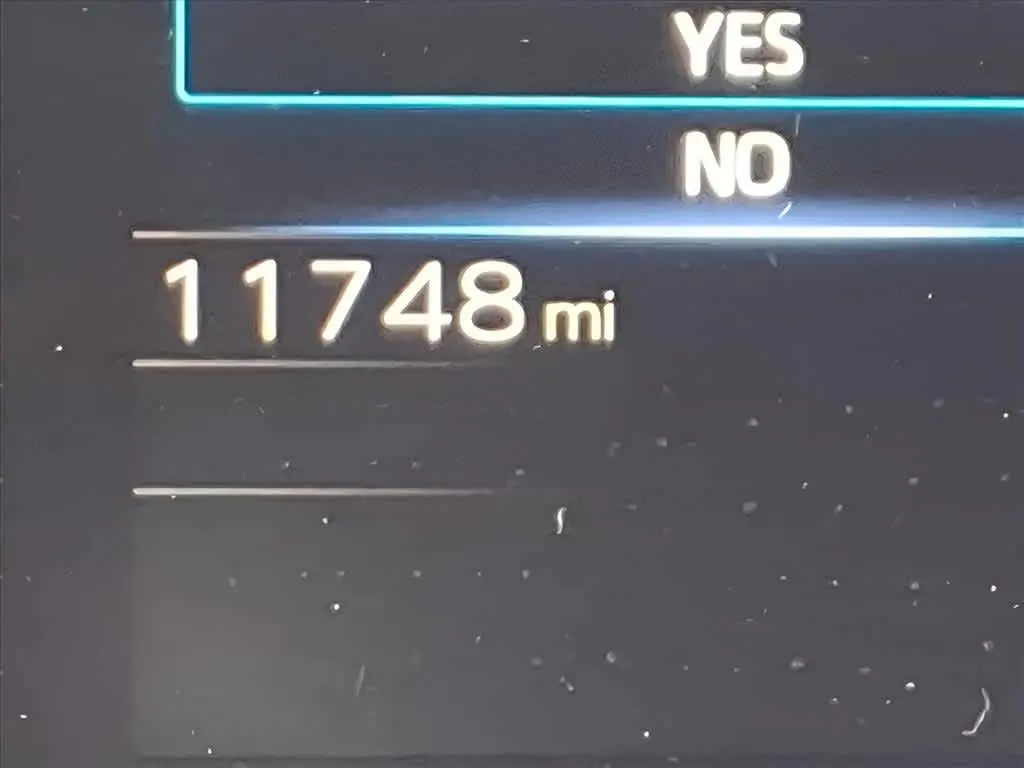 YES
NO
11748 mi